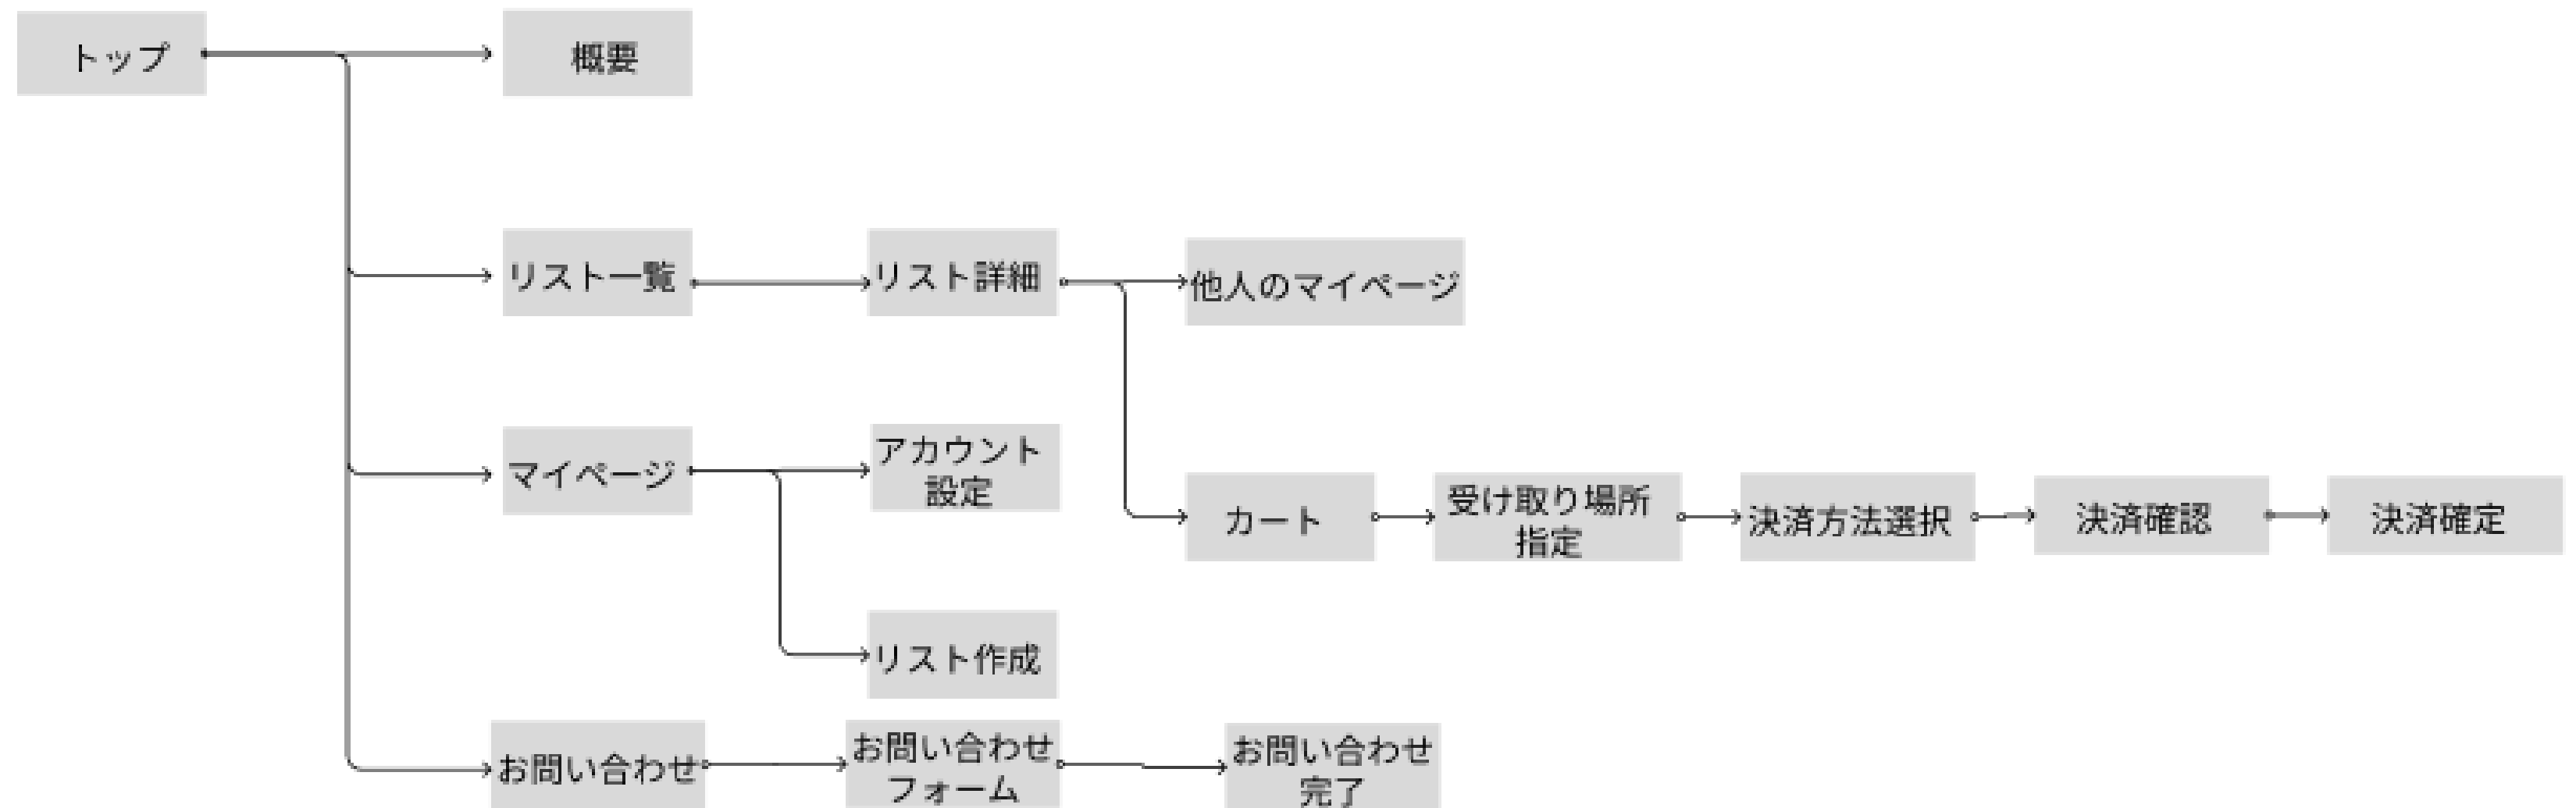 トップ
概要
リスト一覧
リスト詳細
他人のマイページ
マイページ
アカウント
設定
カート
受け取り場所
指定
決済方法選択
決済確認
決済確定
リスト作成
お問い合わせ
お問い合わせ
フォーム
お問い合わせ
完了